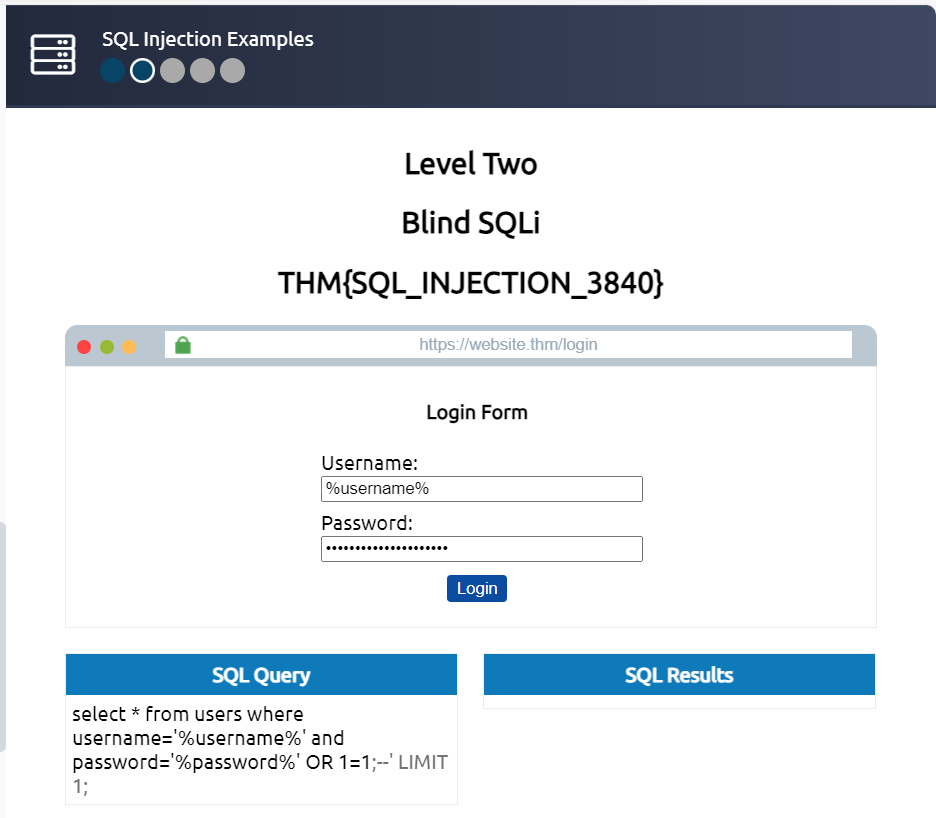 SQL Injection Examples
Level Two
Blind SQLi
THM{SQL_INJECTION_3840}
https://website.thm/login
Login Form
Username:
%username%
Password:
•••••••••••••••••••••
Login
SQL Query
select * from users where
username='%username%' and
password='%password%' OR 1=1;--' LIMIT
1;
SQL Results